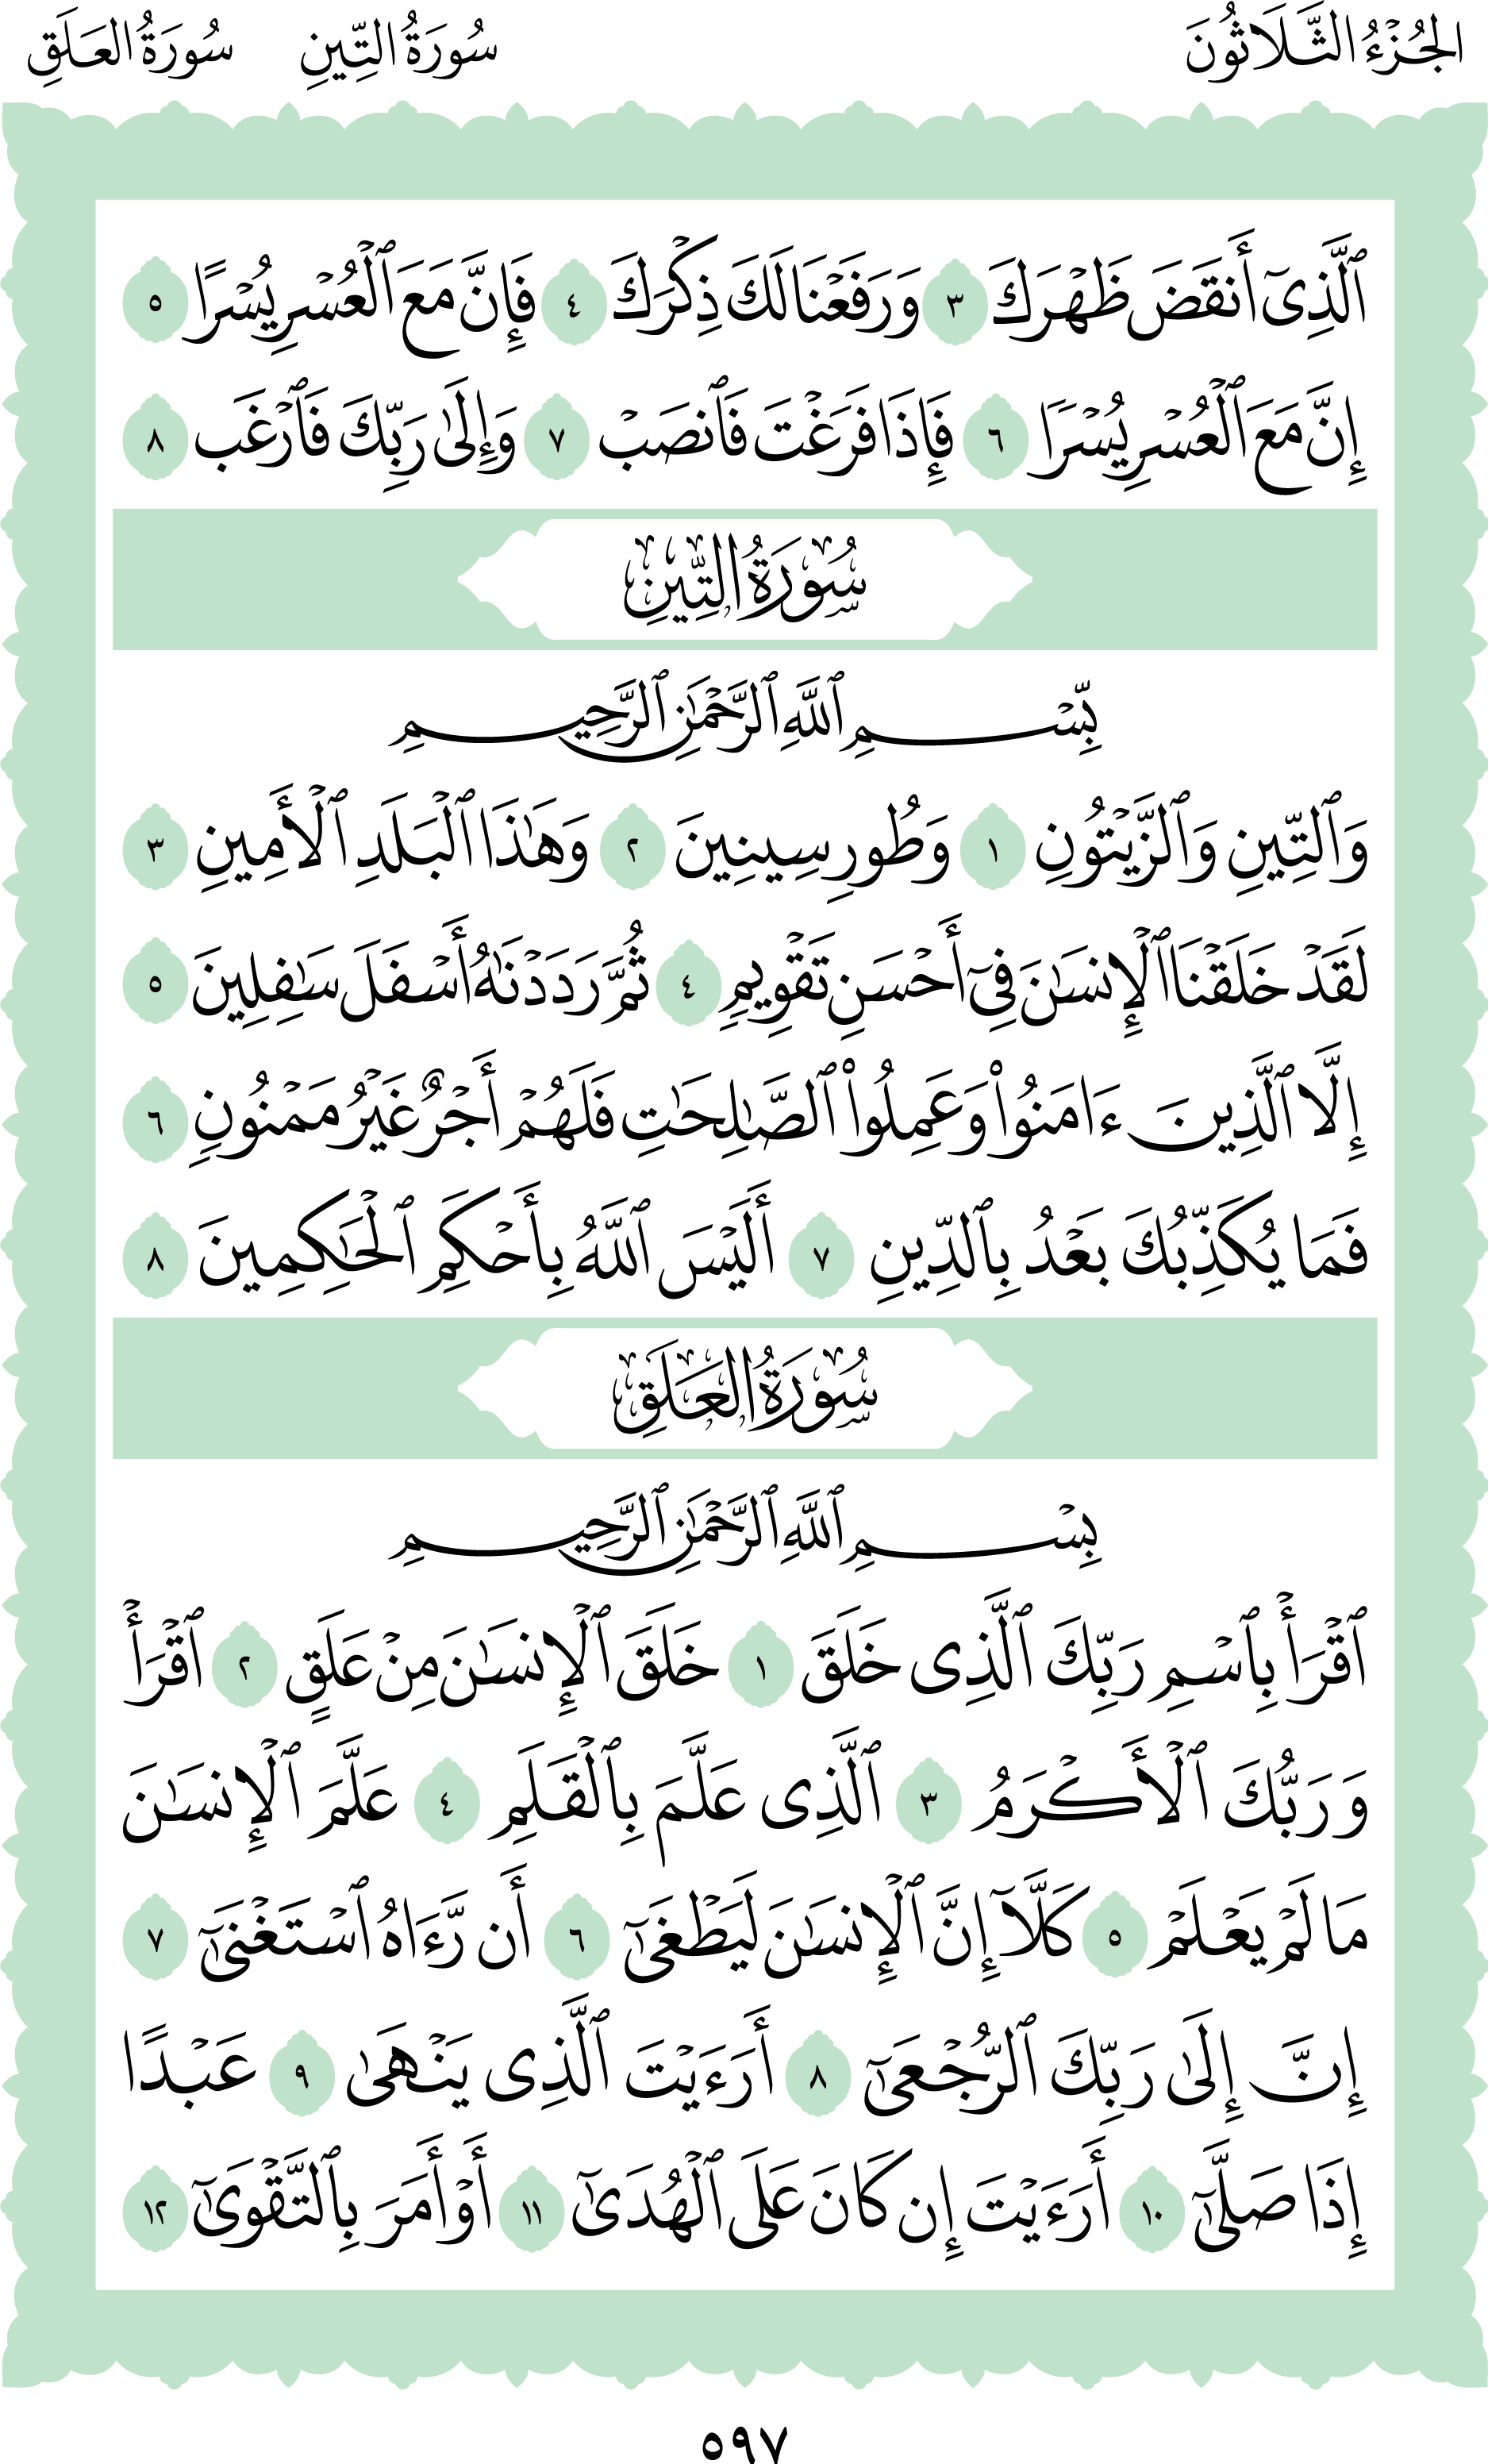 الجُزْءُ الثَّلَاثُونَ سُورَةُ التِّينِ سُورَةُ العَلَقِ
ٱلَّذِىٓ أَنقَضَ ظَهْرَكَ ٣ وَرَفَعْنَا لَكَ ذِكْرَكَ ٤ فَإِنَّ مَعَ ٱلْعُسْرِ يُسْرًا ٥
إِنَّ مَعَ ٱلْعُسْرِ يُسْرًا ٦ فَإِذَا فَرَغْتَ فَٱنصَبْ ٧ وَإِلَىٰ رَبِّكَ فَٱرْغَب ٨
سُورَةُ التِّينِ
بِّسْمِ ٱللَّهِ ٱلرَّحْمَٰنِ ٱلرَّحِيمِ
وَٱلتِّينِ وَٱلزَّيْتُونِ ١ وَطُورِ سِينِينَ ٢ وَهَٰذَا ٱلْبَلَدِ ٱلْأَمِينِ ٣
لَقَدْ خَلَقْنَا ٱلْإِنسَٰنَ فِىٓ أَحْسَنِ تَقْوِيمٍ ٤ ثُمَّ رَدَدْنَٰهُ أَسْفَلَ سَٰفِلِينَ ٥
إِلَّا ٱلَّذِينَ ءَامَنُوا۟ وَعَمِلُوا۟ ٱلصَّٰلِحَٰتِ فَلَهُمْ أَجْرٌ غَيْرُ مَمْنُونٍ ٦
فَمَا يُكَذِّبُكَ بَعْدُ بِٱلدِّينِ ٧ أَلَيْسَ ٱللَّهُ بِأَحْكَمِ ٱلْحَٰكِمِينَ ٨
سُورَةُ العَلَقِ
بِسْمِ ٱللَّهِ ٱلرَّحْمَٰنِ ٱلرَّحِيمِ
ٱقْرَأْ بِٱسْمِ رَبِّكَ ٱلَّذِى خَلَقَ ١ خَلَقَ ٱلْإِنسَٰنَ مِنْ عَلَقٍ ٢ ٱقْرَأْ
وَرَبُّكَ ٱلْأَكْرَمُ ٣ ٱلَّذِى عَلَّمَ بِٱلْقَلَمِ ٤ عَلَّمَ ٱلْإِنسَٰنَ
مَا لَمْ يَعْلَمْ ٥ كَلَّآ إِنَّ ٱلْإِنسَٰنَ لَيَطْغَىٰٓ ٦ أَن رَّءَاهُ ٱسْتَغْنَىٰٓ ٧
إِنَّ إِلَىٰ رَبِّكَ ٱلرُّجْعَىٰٓ ٨ أَرَءَيْتَ ٱلَّذِى يَنْهَىٰ ٩ عَبْدًا
إِذَا صَلَّىٰٓ ١٠ أَرَءَيْتَ إِن كَانَ عَلَى ٱلْهُدَىٰٓ ١١ أَوْ أَمَرَ بِٱلتَّقْوَىٰٓ ١٢
٥٩٧